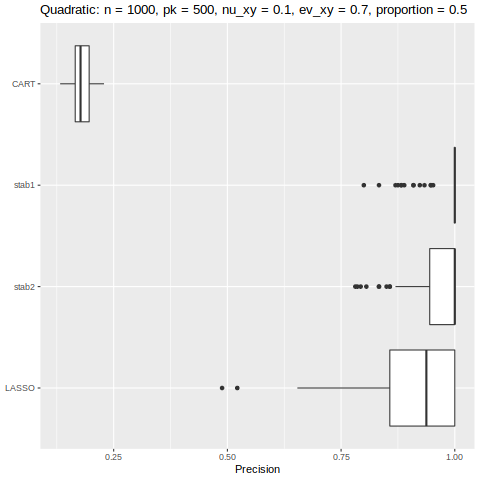 Quadratic: n = 1000, pk = 500, nu_xy = 0.1, ev_xy = 0.7, proportion = 0.5
CART
stab1
stab2
LASSO
0.25 0.50 0.75 1.00
Precision